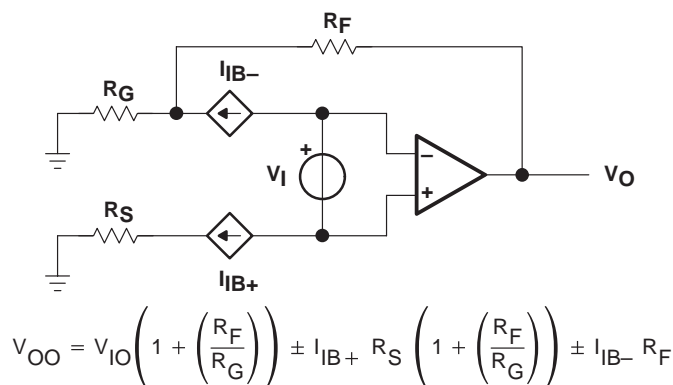 RF
IIB–
RG
+
VI
–
+
VO
RS
IIB+
VOO = VIO(1 + (RF/RG)) ± IIB+ RS (1 + (RF/RG)) ± IIB– RF